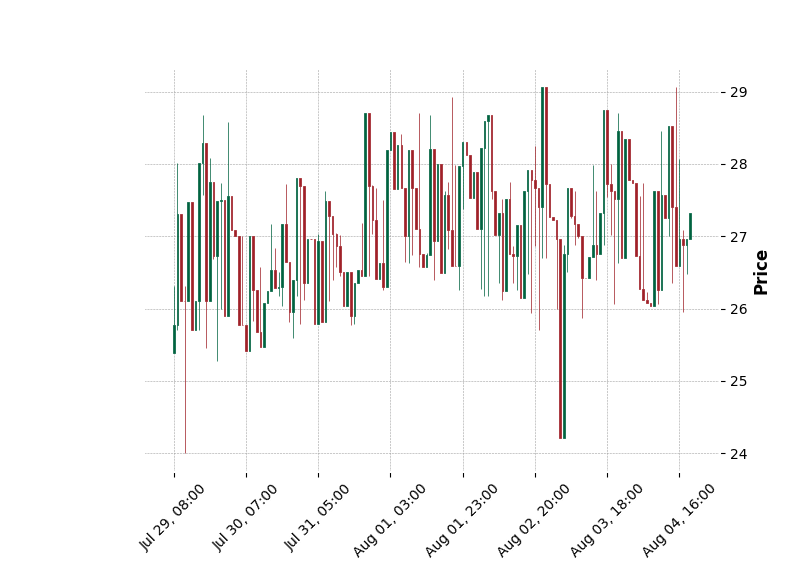 29
28
27
26
25
24
Price
Jul 29, 08:00
Jul 30, 07:00
Jul 31, 05:00
Aug 01, 03:00
Aug 01, 23:00
Aug 02, 20:00
Aug 03, 18:00
Aug 04, 16:00